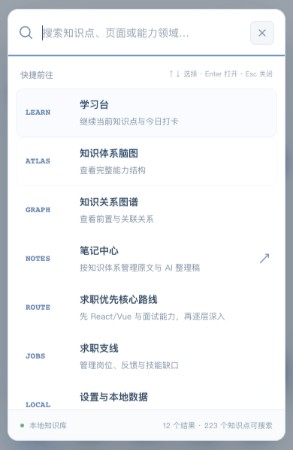 搜索知识点、页面或能力领域…
快捷前往
↑↓ 选择 · Enter 打开 · Esc 关闭
LEARN
学习台
继续当前知识点与今日打卡
ATLAS
知识体系脑图
查看完整能力结构
GRAPH
知识关系图谱
查看前置与关联关系
NOTES
笔记中心
按知识体系管理原文与 AI 整理稿
ROUTE
求职优先核心路线
先 React/Vue 与面试能力，再逐层深入
JOBS
求职支线
管理岗位、反馈与技能缺口
LOCAL
设置与本地数据
本地知识库
12 个结果 · 223 个知识点可搜索